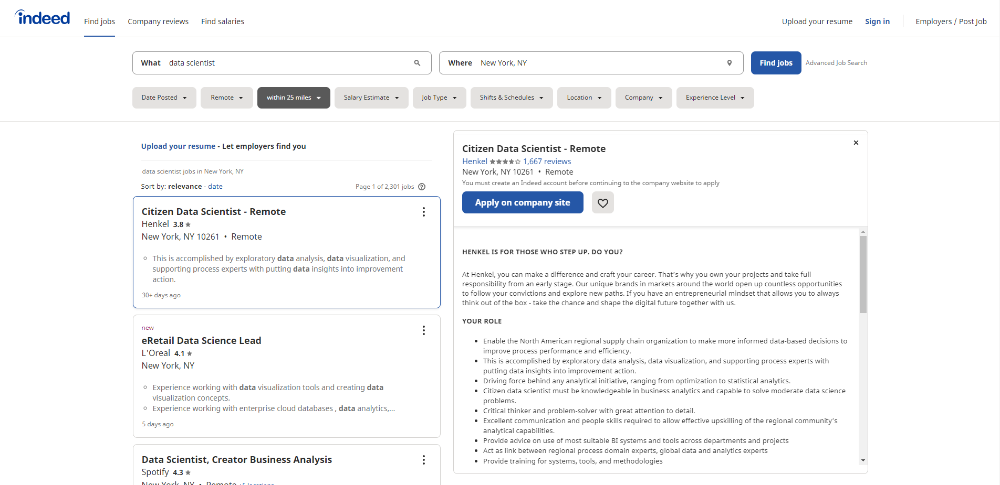 indeed
Find jobs
Company reviews
Find salaries
Upload your resume
Sign in
Employers / Post Job
What data scientist
Where New York, NY
Find jobs
Advanced Job Search
Date Posted
Remote
within 25 miles
Salary Estimate
Job Type
Shifts & Schedules
Location
Company
Experience Level
Upload your resume - Let employers find you
data scientist jobs in New York, NY
Sort by: relevance - date
Page 1 of 2,301 jobs
Citizen Data Scientist - Remote
Henkel 3.8
New York, NY 10261 • Remote
This is accomplished by exploratory data analysis, data visualization, and
supporting process experts with putting data insights into improvement
action.
30+ days ago
new
eRetail Data Science Lead
L'Oreal 4.1
New York, NY
Experience working with data visualization tools and creating data
visualization concepts.
Experience working with enterprise cloud databases , data analytics,...
5 days ago
Data Scientist, Creator Business Analysis
Spotify 4.3
New York, NY • Remote +5 locations
Citizen Data Scientist - Remote
Henkel 1,667 reviews
New York, NY 10261 • Remote
You must create an Indeed account before continuing to the company website to apply
Apply on company site
HENKEL IS FOR THOSE WHO STEP UP. DO YOU?
At Henkel, you can make a difference and craft your career. That's why you own your projects and take full
responsibility from an early stage. Our unique brands in markets around the world open up countless opportunities
to follow your convictions and explore new paths. If you have an entrepreneurial mindset that allows you to always
think out of the box - take the chance and shape the digital future together with us.
YOUR ROLE
Enable the North American regional supply chain organization to make more informed data-based decisions to
improve process performance and efficiency.
This is accomplished by exploratory data analysis, data visualization, and supporting process experts with
putting data insights into improvement action.
Driving force behind any analytical initiative, ranging from optimization to statistical analytics.
Citizen data scientist must be knowledgeable in business analytics and capable to solve moderate data science
problems.
Critical thinker and problem-solver with great attention to detail.
Excellent communication and people skills required to allow effective upskilling of the regional community's
analytical capabilities.
Provide advice on use of most suitable BI systems and tools across departments and projects
Act as link between regional process domain experts, global data and analytics experts
Provide training for systems, tools, and methodologies